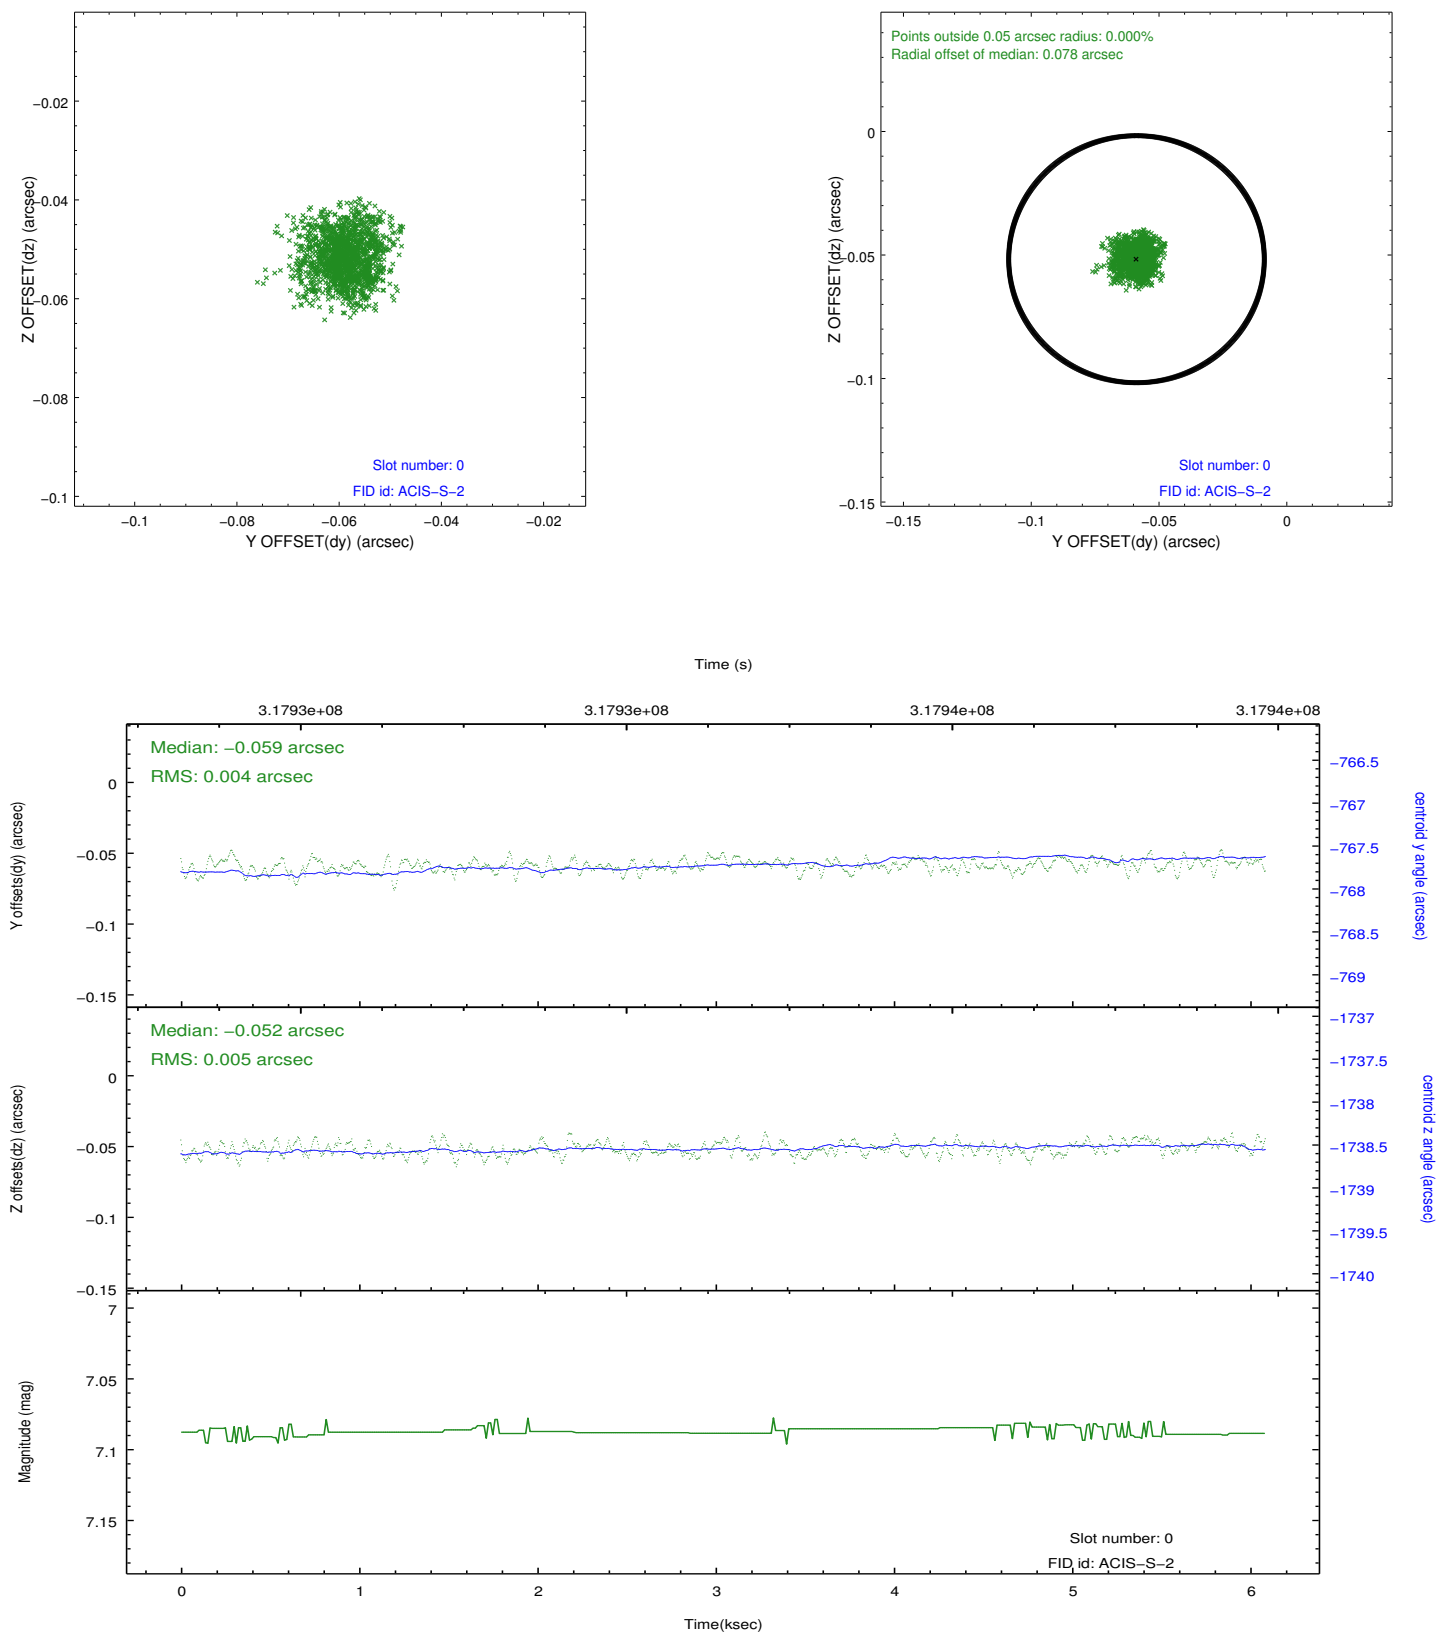 −0.02
−0.04
−0.06
−0.08
−0.1
Z OFFSET(dz) (arcsec)
Slot number: 0
FID id: ACIS−S−2
−0.1
−0.08
−0.06
−0.04
−0.02
Y OFFSET(dy) (arcsec)
Points outside 0.05 arcsec radius: 0.000%
Radial offset of median: 0.078 arcsec
0
−0.05
−0.1
−0.15
Z OFFSET(dz) (arcsec)
Slot number: 0
FID id: ACIS−S−2
−0.15
−0.1
−0.05
0
Y OFFSET(dy) (arcsec)
Time (s)
3.1793e+08
3.1793e+08
3.1794e+08
3.1794e+08
Median: −0.059 arcsec
RMS: 0.004 arcsec
0
−0.05
−0.1
−0.15
Y offsets(dy) (arcsec)
−766.5
−767
−767.5
−768
−768.5
−769
centroid y angle (arcsec)
Median: −0.052 arcsec
RMS: 0.005 arcsec
0
−0.05
−0.1
−0.15
Z offsets(dz) (arcsec)
−1737
−1737.5
−1738
−1738.5
−1739
−1739.5
−1740
centroid z angle (arcsec)
7
7.05
7.1
7.15
Magnitude (mag)
Slot number: 0
FID id: ACIS−S−2
0
1
2
3
4
5
6
Time(ksec)